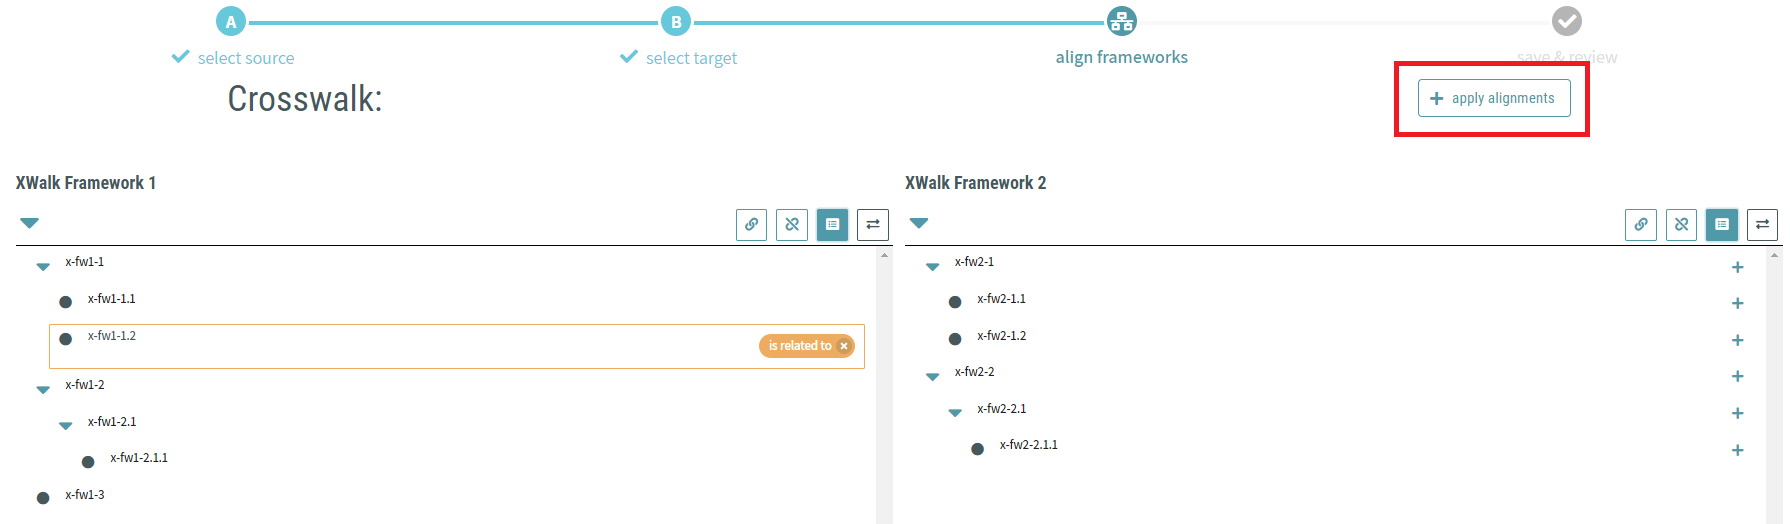 A
B
select source
select target
align frameworks
save & review
Crosswalk:
apply alignments
XWalk Framework 1
XWalk Framework 2
x-fw1-1
x-fw1-1.1
x-fw1-1.2
is related to
x-fw1-2
x-fw1-2.1
x-fw1-2.1.1
x-fw1-3
x-fw2-1
x-fw2-1.1
x-fw2-1.2
x-fw2-2
x-fw2-2.1
x-fw2-2.1.1